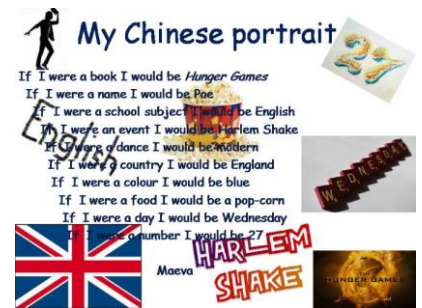 My Chinese portrait
27
If I were a book I would be Hunger Games
If I were a name I would be Poe
If I were a school subject I would be English
If I were an event I would be Harlem Shake
If I were a dance I would be modern
If I were a country I would be England
If I were a colour I would be blue
If I were a food I would be a pop-corn
If I were a day I would be Wednesday
If I were a number I would be 27
English
WEDNESDAY
Maeva
HARLEM
SHAKE
HUNGER GAMES